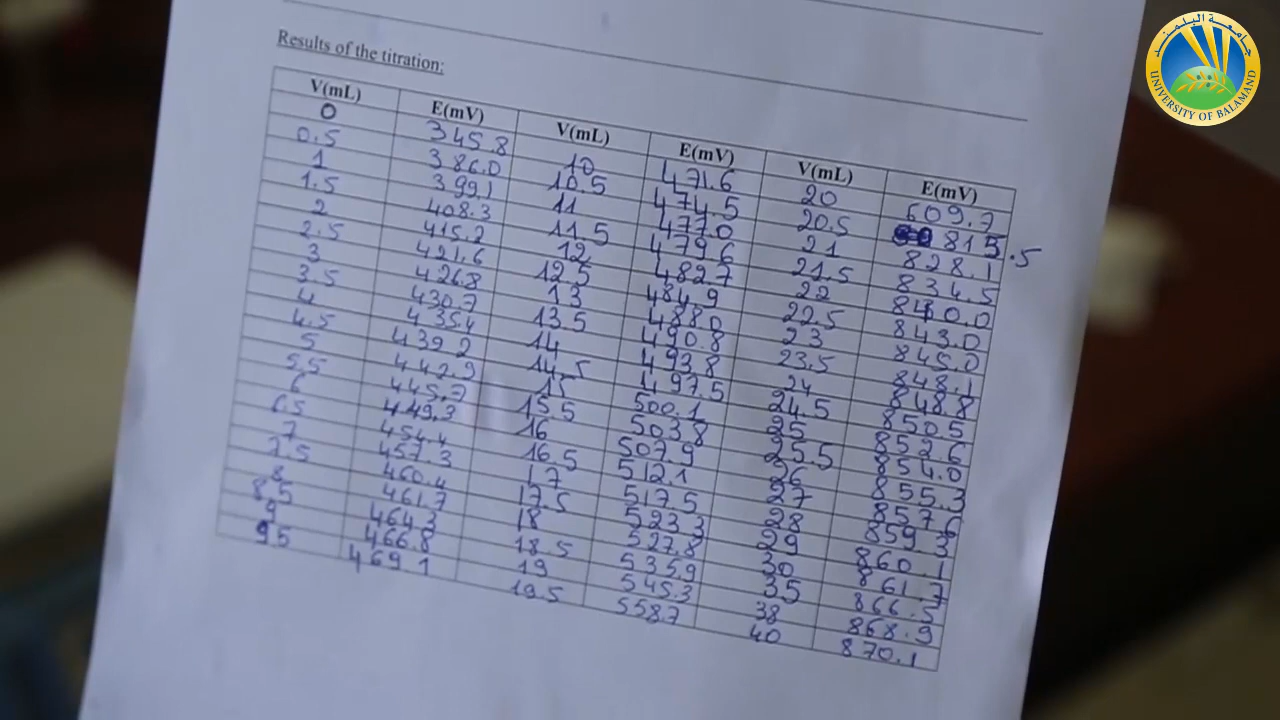 جامعة البلمند
UNIVERSITY OF BALAMAND
Results of the titration:
V(mL) E(mV) V(mL) E(mV) V(mL) E(mV)
0 345.8 10 471.6 20 609.7
0.5 386.0 10.5 474.5 20.5 815.5
1 399.1 11 477.0 21 828.1
1.5 408.3 11.5 479.6 21.5 834.5
2 415.2 12 482.7 22 840.0
2.5 421.6 12.5 484.9 22.5 843.0
3 426.8 13 488.0 23 845.0
3.5 430.7 13.5 490.8 23.5 848.1
4 435.4 14 493.8 24 848.8
4.5 439.2 14.5 497.5 24.5 850.5
5 442.9 15 500.1 25 852.6
5.5 445.7 15.5 503.8 25.5 854.0
6 449.3 16 507.9 26 855.3
6.5 454.4 16.5 512.1 27 857.6
7 457.3 17 517.5 28 859.3
7.5 460.4 17.5 523.3 29 860.1
8 461.7 18 527.8 30 861.7
8.5 464.3 18.5 535.9 35 866.5
9 466.8 19 545.3 38 868.9
9.5 469.1 19.5 558.7 40 870.1